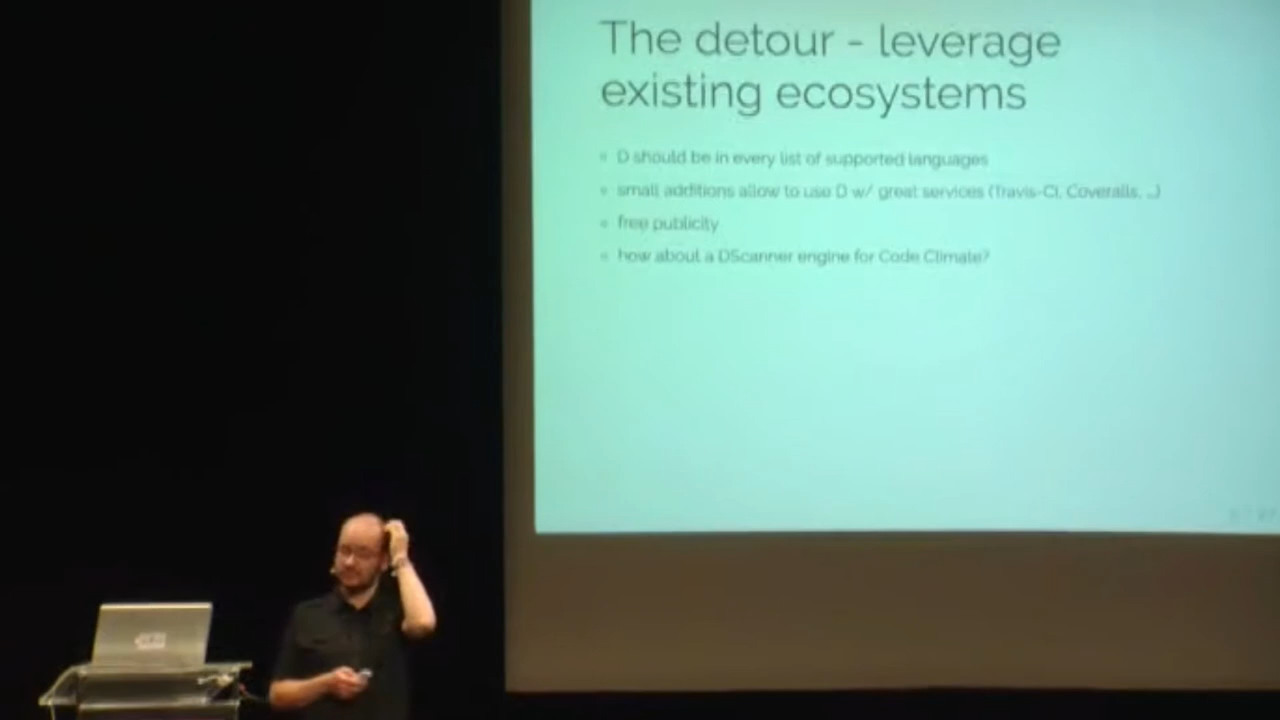 The detour - leverage
existing ecosystems
D should be in every list of supported languages
small additions allow to use D w/ great services (Travis-CI, Coveralls, ...)
free publicity
how about a DScanner engine for Code Climate?